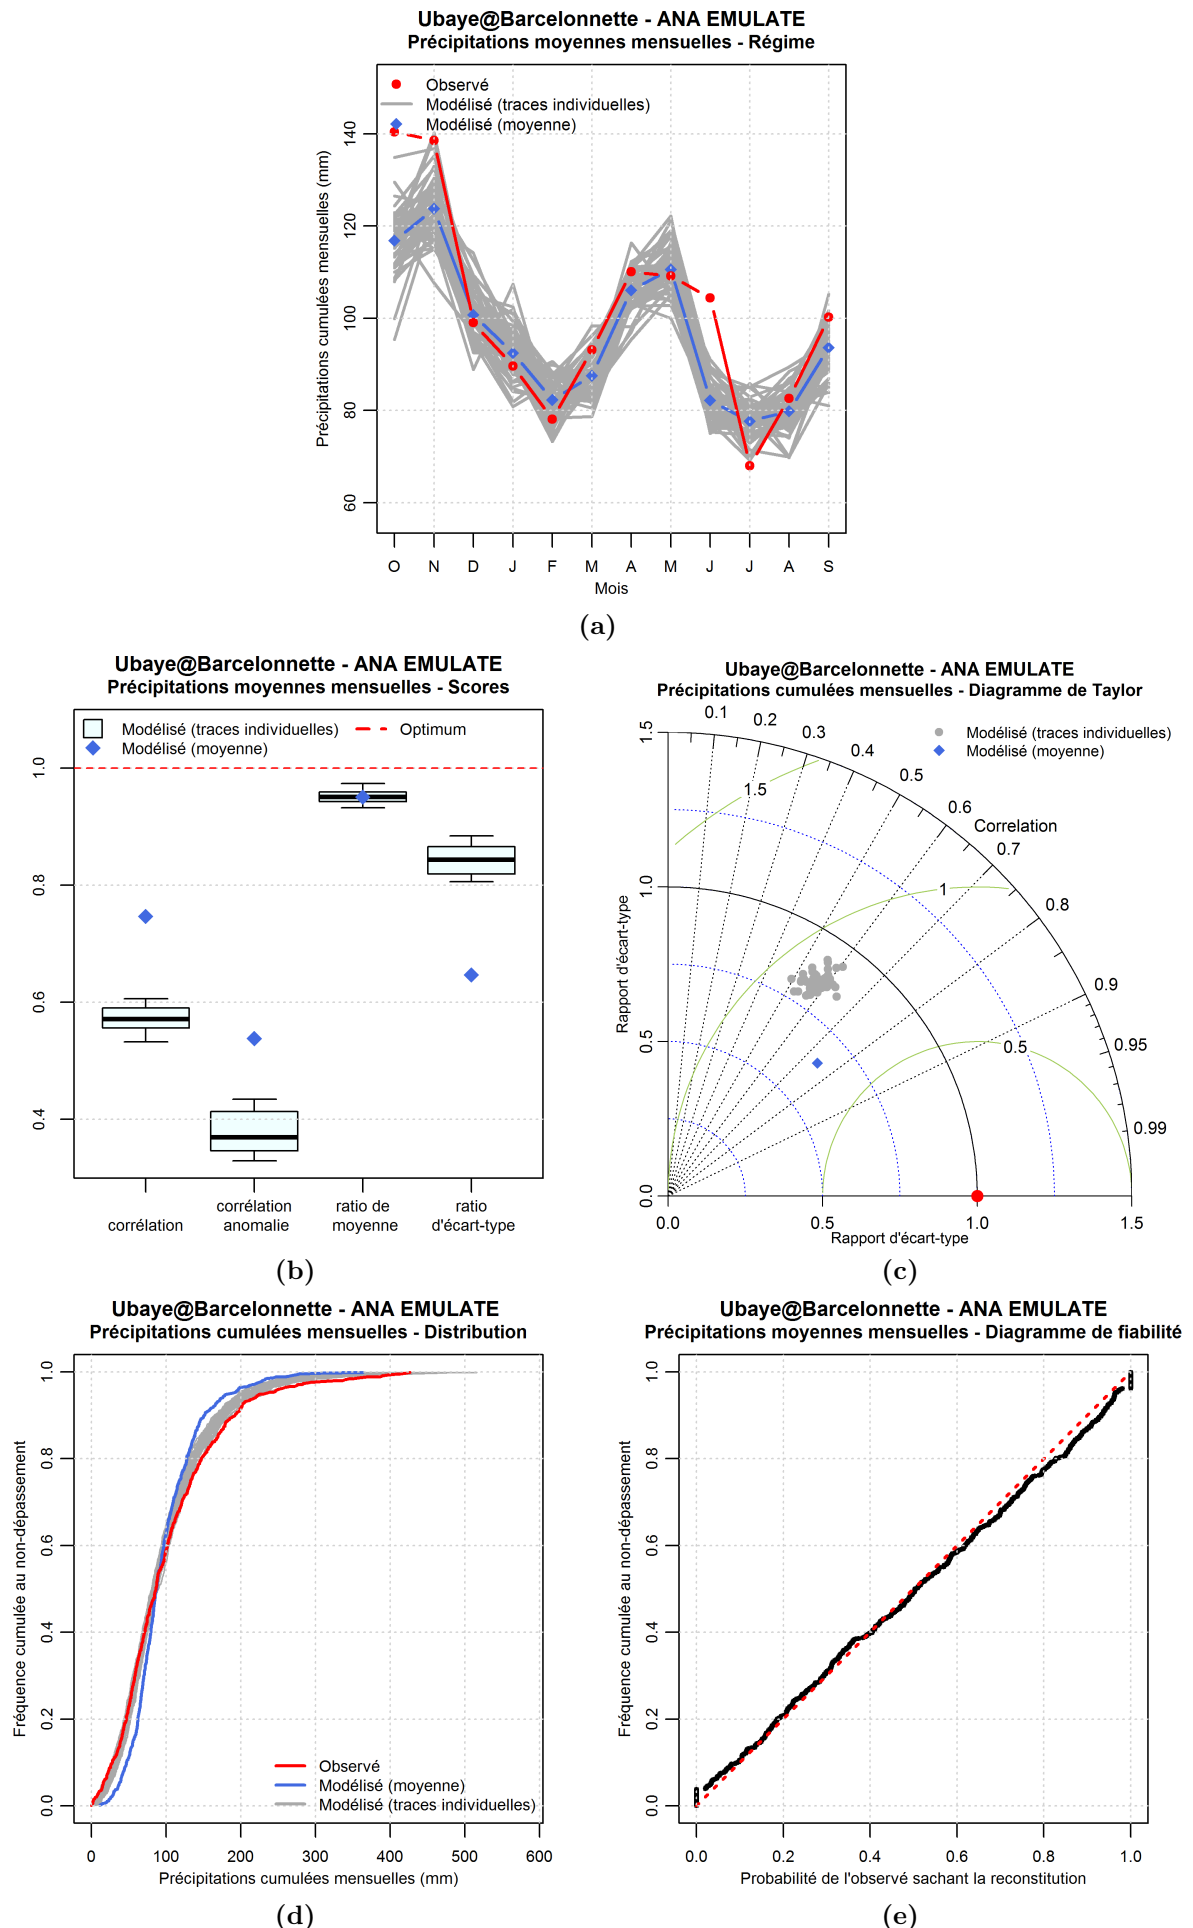 Ubaye@Barcelonnette - ANA EMULATE
Précipitations moyennes mensuelles - Régime
Observé
Modélisé (traces individuelles)
Modélisé (moyenne)
Précipitations cumulées mensuelles (mm)
140
120
100
80
60
O N D J F M A M J J A S
Mois
(a)
Ubaye@Barcelonnette - ANA EMULATE
Précipitations moyennes mensuelles - Scores
Modélisé (traces individuelles)
Optimum
Modélisé (moyenne)
1.0
0.8
0.6
0.4
corrélation
corrélation
anomalie
ratio de
moyenne
ratio
d'écart-type
(b)
Ubaye@Barcelonnette - ANA EMULATE
Précipitations cumulées mensuelles - Diagramme de Taylor
Modélisé (traces individuelles)
Modélisé (moyenne)
0.1
0.2
0.3
0.4
0.5
0.6
Correlation
0.7
0.8
0.9
0.95
0.99
1.5
1
0.5
Rapport d'écart-type
1.5
1.0
0.5
0.0
0.0 0.5 1.0 1.5
Rapport d'écart-type
(c)
Ubaye@Barcelonnette - ANA EMULATE
Précipitations cumulées mensuelles - Distribution
Fréquence cumulée au non-dépassement
1.0
0.8
0.6
0.4
0.2
0.0
Observé
Modélisé (moyenne)
Modélisé (traces individuelles)
0 100 200 300 400 500 600
Précipitations cumulées mensuelles (mm)
(d)
Ubaye@Barcelonnette - ANA EMULATE
Précipitations moyennes mensuelles - Diagramme de fiabilité
Fréquence cumulée au non-dépassement
1.0
0.8
0.6
0.4
0.2
0.0
0.0 0.2 0.4 0.6 0.8 1.0
Probabilité de l'observé sachant la reconstitution
(e)